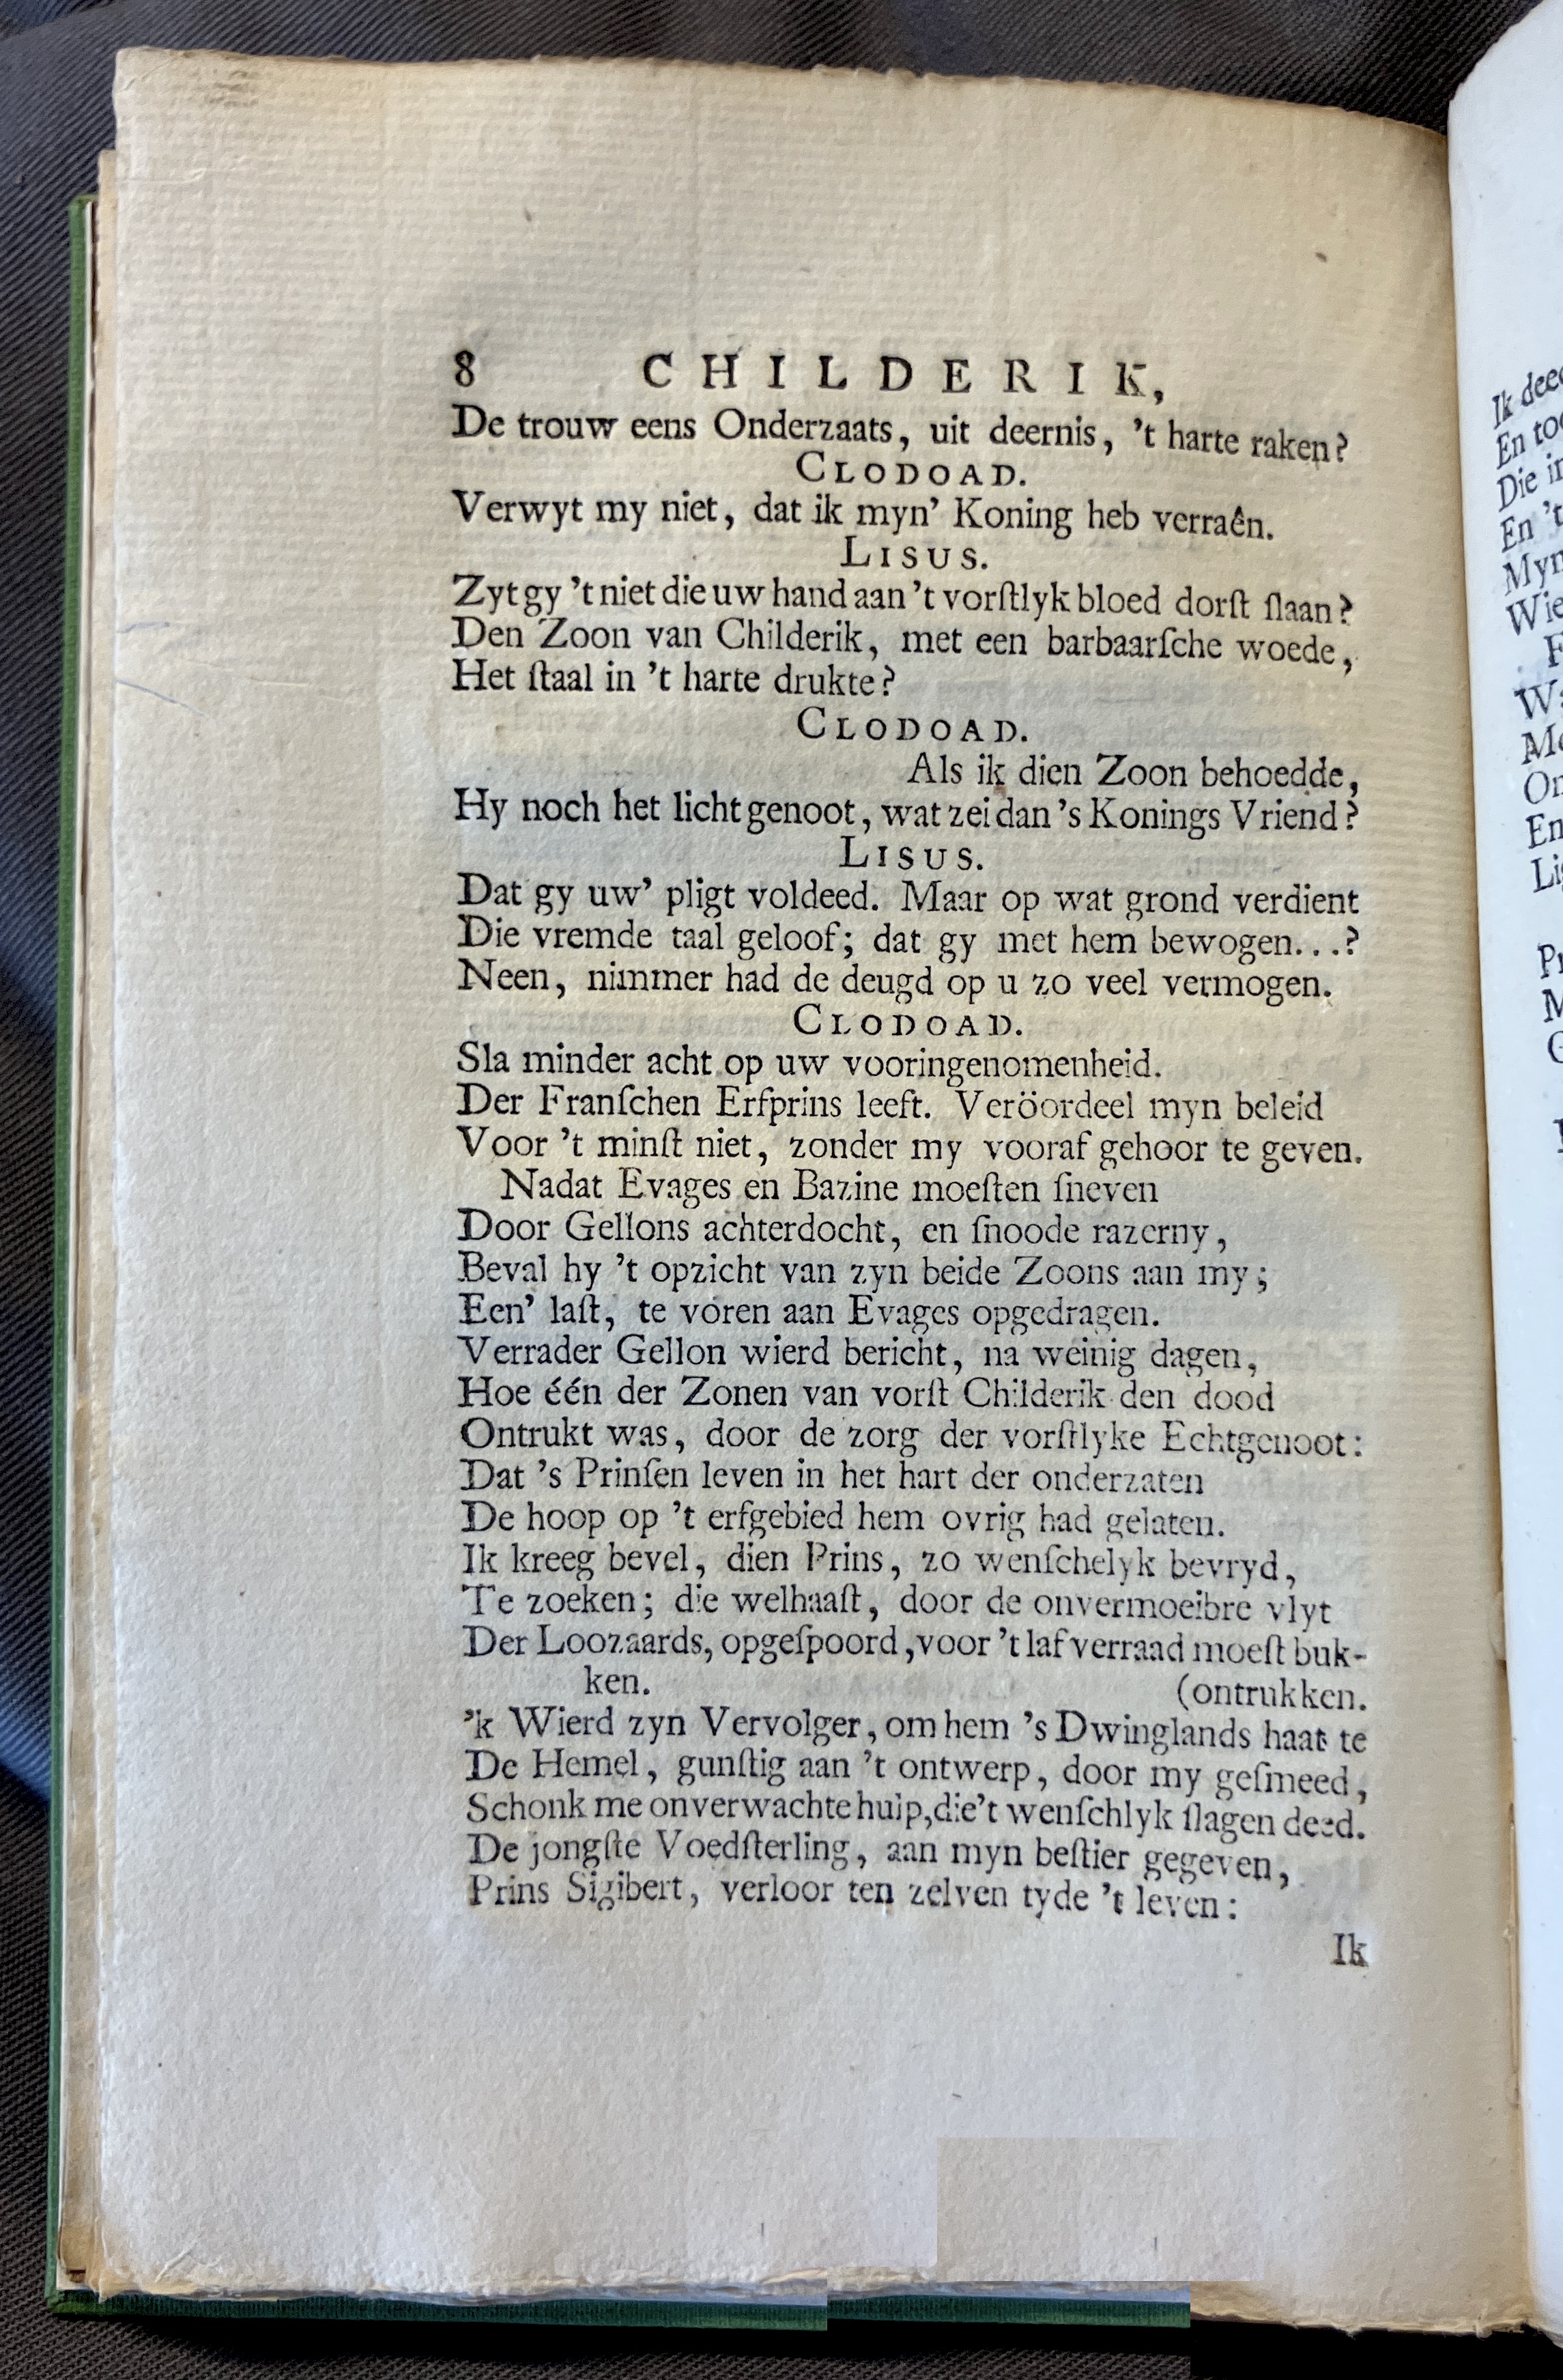 8 CHILDERIK,
De trouw eens Onderzaats, uit deernis, 't harte raken?
CLODOAD.
Verwyt my niet, dat ik myn' Koning heb verraên.
LISUS.
Zyt gy 't niet die uw hand aan 't vorſtlyk bloed dorſt ſlaan?
Den Zoon van Childerik, met een barbaarſche woede,
Het ſtaal in 't harte drukte?
CLODOAD.
Als ik dien Zoon behoedde,
Hy noch het licht genoot, wat zei dan 's Konings Vriend?
LISUS.
Dat gy uw' pligt voldeed. Maar op wat grond verdient
Die vremde taal geloof; dat gy met hem bewogen...?
Neen, nimmer had de deugd op u zo veel vermogen.
CLODOAD.
Sla minder acht op uw vooringenomenheid.
Der Franſchen Erfprins leeft. Veröordeel myn beleid
Voor 't minſt niet, zonder my vooraf gehoor te geven.
Nadat Evages en Bazine moeſten ſneven
Door Gellons achterdocht, en ſnoode razerny,
Beval hy 't opzicht van zyn beide Zoons aan my;
Een' laſt, te voren aan Evages opgedragen.
Verrader Gellon wierd bericht, na weinig dagen,
Hoe één der Zonen van vorſt Childerik den dood
Ontrukt was, door de zorg der vorſtlyke Echtgenoot:
Dat 's Prinſen leven in het hart der onderzaten
De hoop op 't erfgebied hem ovrig had gelaten.
Ik kreeg bevel, dien Prins, zo wenſchelyk bevryd,
Te zoeken; die welhaaſt, door de onvermoeibre vlyt
Der Loozaards, opgeſpoord, voor 't laf verraad moeſt buk-
ken. (ontrukken.
'k Wierd zyn Vervolger, om hem 's Dwinglands haat te
De Hemel, gunſtig aan 't ontwerp, door my geſmeed,
Schonk me onverwachte hulp, die 't wenſchlyk ſlagen deed.
De jongſte Voedſterling, aan myn beſtier gegeven,
Prins Sigibert, verloor ten zelven tyde 't leven:
Ik